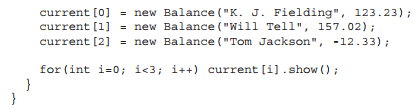 current[0] = new Balance("K. J. Fielding", 123.23);
current[1] = new Balance("Will Tell", 157.02);
current[2] = new Balance("Tom Jackson", -12.33);
for(int i=0; i<3; i++) current[i].show();
}
}